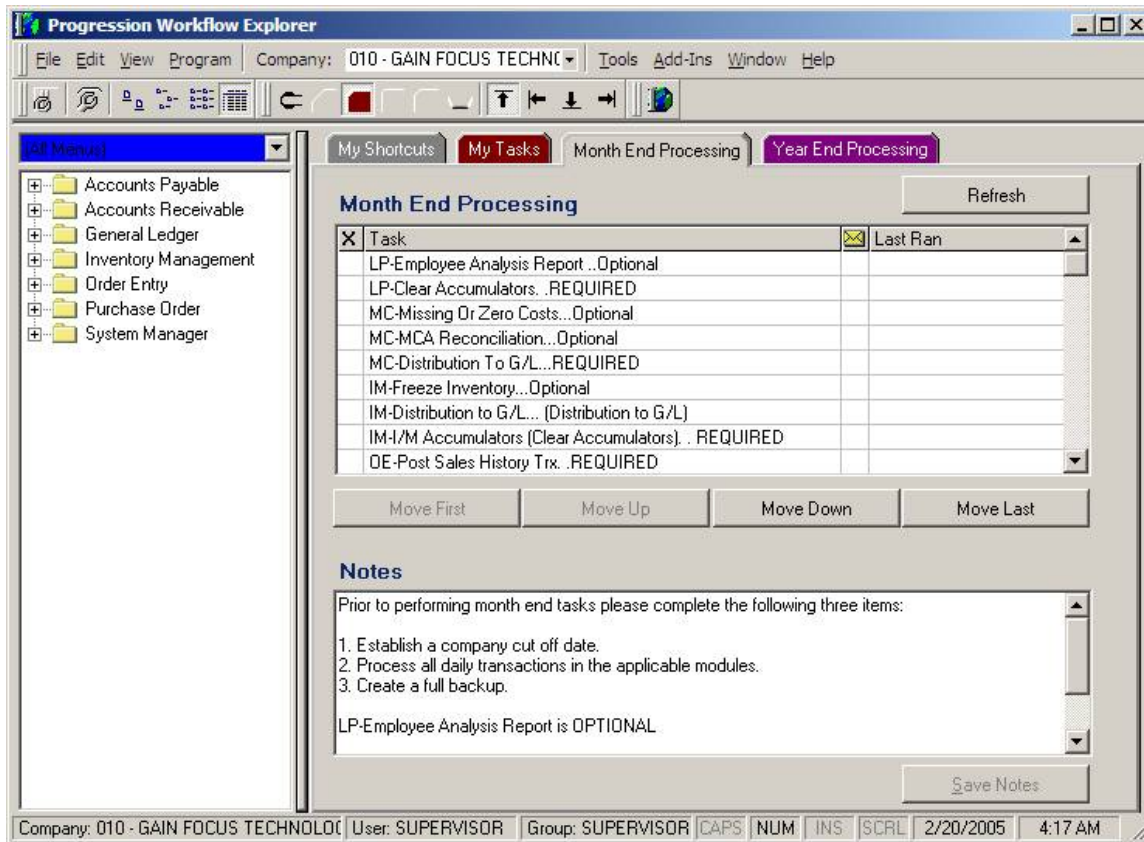 Progression Workflow Explorer
File Edit View Program Company: 010 - GAIN FOCUS TECHN( Tools Add-Ins Window Help
(All Menus)
Accounts Payable
Accounts Receivable
General Ledger
Inventory Management
Order Entry
Purchase Order
System Manager
My Shortcuts My Tasks Month End Processing Year End Processing
Month End Processing Refresh
X Task Last Ran
LP-Employee Analysis Report ..Optional
LP-Clear Accumulators. .REQUIRED
MC-Missing Or Zero Costs...Optional
MC-MCA Reconciliation...Optional
MC-Distribution To G/L...REQUIRED
IM-Freeze Inventory...Optional
IM-Distribution to G/L... (Distribution to G/L)
IM-I/M Accumulators (Clear Accumulators). . REQUIRED
OE-Post Sales History Trx. .REQUIRED
Move First Move Up Move Down Move Last
Notes
Prior to performing month end tasks please complete the following three items:
1. Establish a company cut off date.
2. Process all daily transactions in the applicable modules.
3. Create a full backup.
LP-Employee Analysis Report is OPTIONAL
Save Notes
Company: 010 - GAIN FOCUS TECHNOLO( User: SUPERVISOR Group: SUPERVISOR CAPS NUM INS SCRL 2/20/2005 4:17 AM